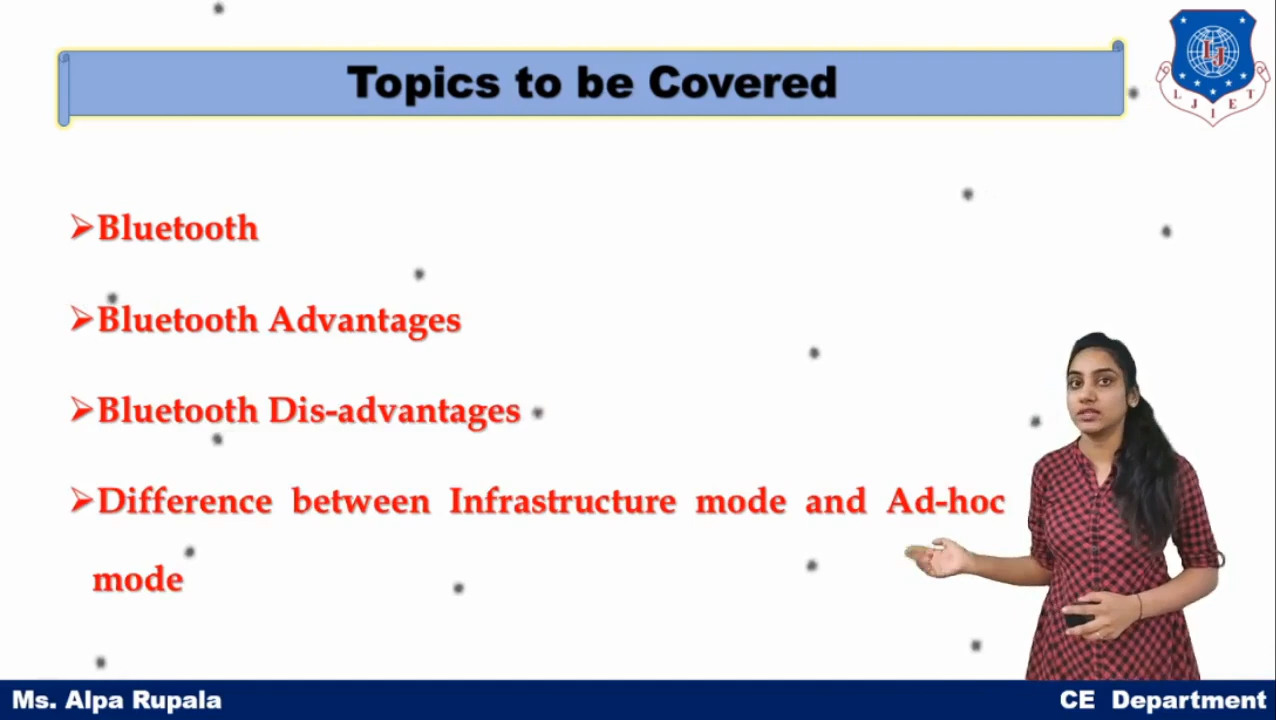 Topics to be Covered
LJ
L J I E T
➢Bluetooth
➢Bluetooth Advantages
➢Bluetooth Dis-advantages
➢Difference between Infrastructure mode and Ad-hoc
mode
Ms. Alpa Rupala
CE Department